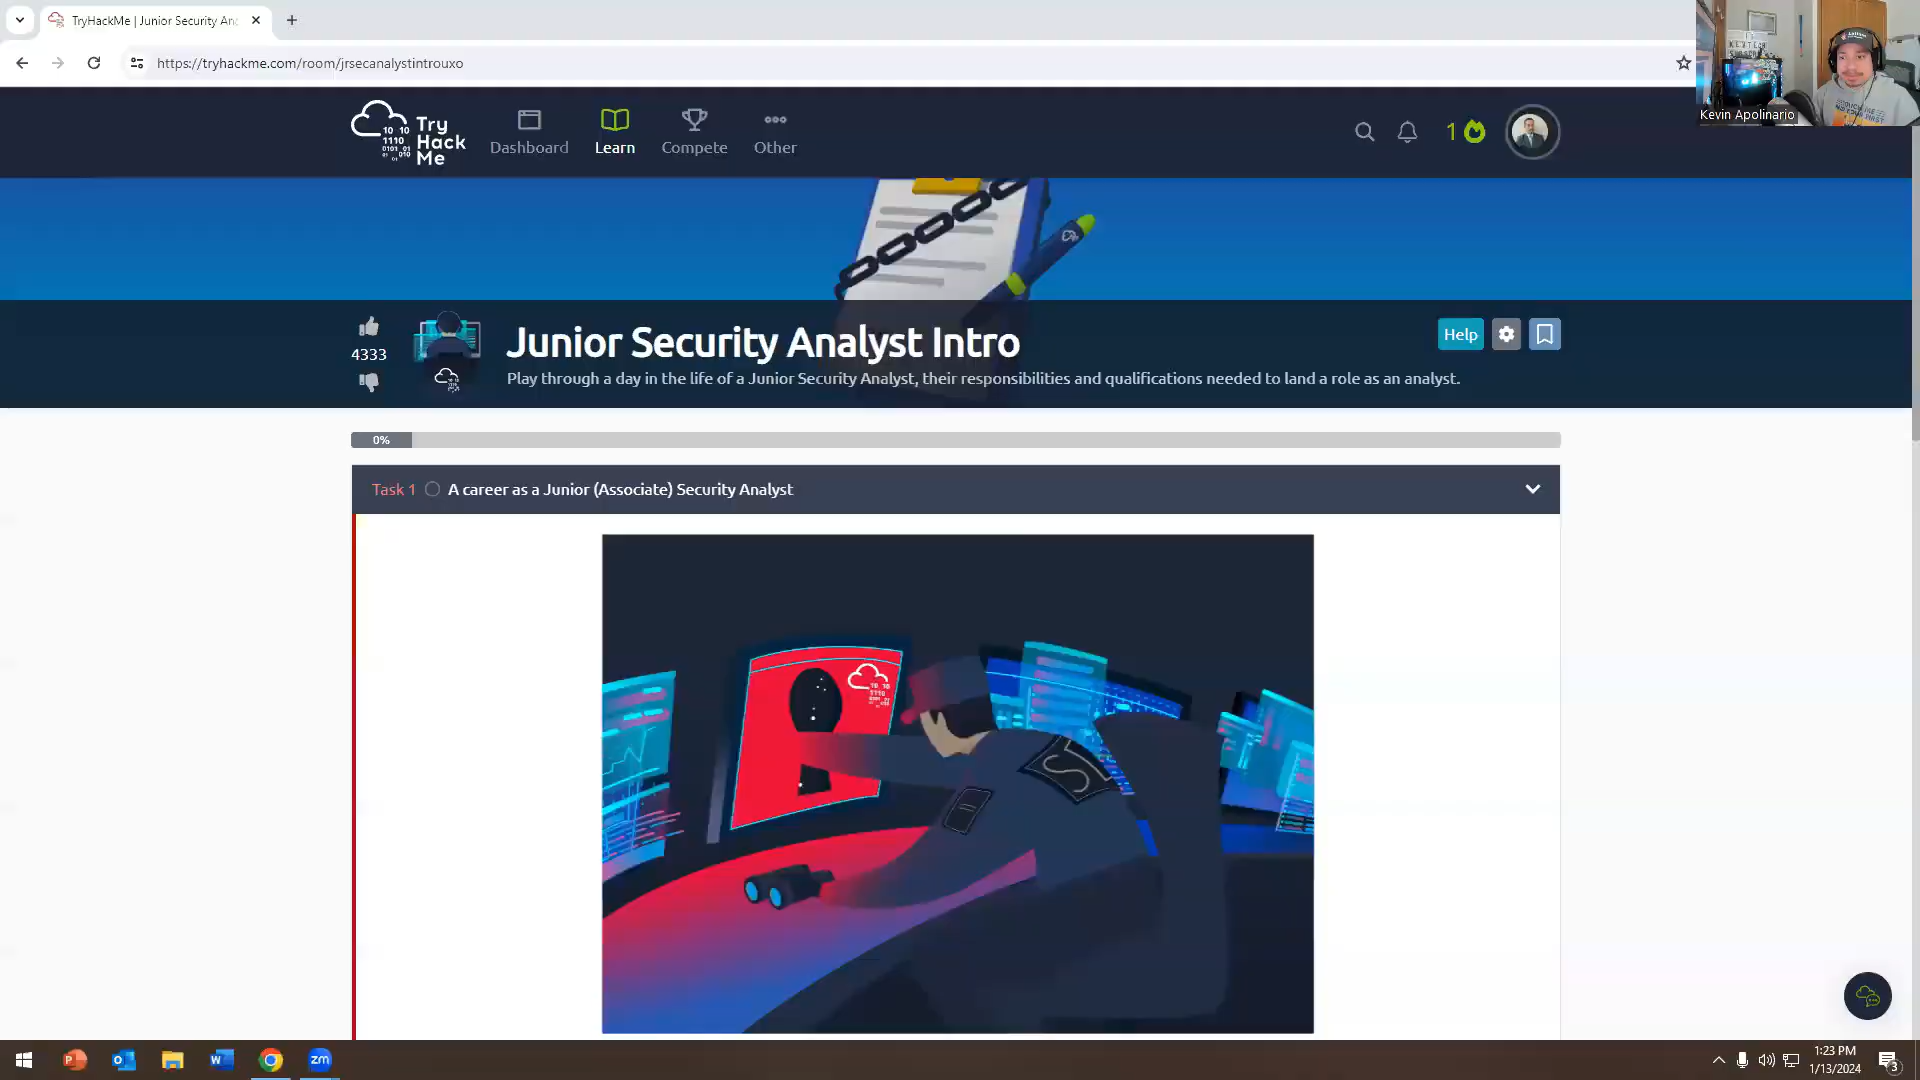 TryHackMe | Junior Security An
https://tryhackme.com/room/jrsecanalystintrouxo
Kevin Apolinario
Try
Hack
Me
Dashboard
Learn
Compete
Other
1
4333
Junior Security Analyst Intro
Play through a day in the life of a Junior Security Analyst, their responsibilities and qualifications needed to land a role as an analyst.
Help
0%
Task 1
A career as a Junior (Associate) Security Analyst
zm
1:23 PM
1/13/2024
3